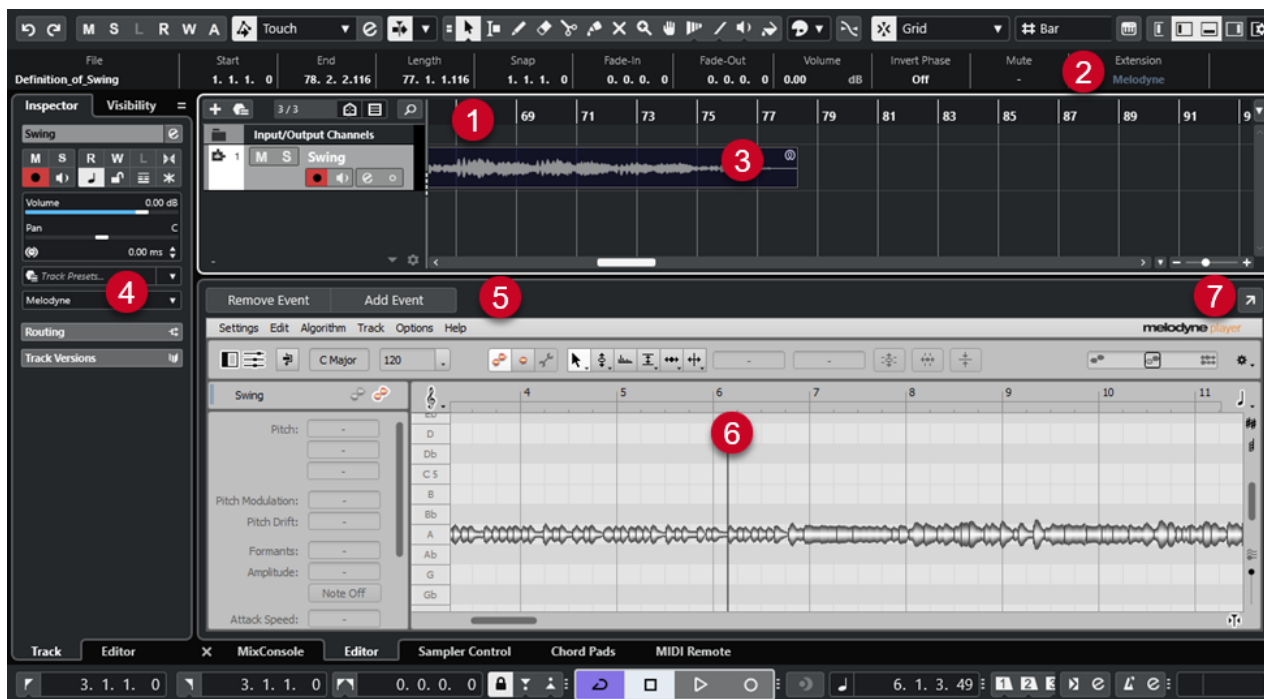 M S L R W A Touch Grid Bar
File Start End Length Snap Fade-In Fade-Out Volume Invert Phase Mute Extension
Definition_of_Swing 1. 1. 1. 0 78. 2. 2.116 77. 1. 1.116 1. 1. 1. 0 0. 0. 0. 0 0. 0. 0. 0 0.00 dB Off - Melodyne
2
Inspector Visibility
Swing
M S R W L
Volume 0.00 dB
Pan C
0.00 ms
Track Presets...
4
Melodyne
Routing
Track Versions
3/3
1
69 71 73 75 77 79 81 83 85 87 89 91 9
Input/Output Channels
1 M S Swing
3
Remove Event Add Event
5
7
Settings Edit Algorithm Track Options Help
melodyne player
C Major 120 - -
Swing
4 5 6 7 8 9 10 11
6
Pitch: -
-
-
Pitch Modulation: -
Pitch Drift: -
Formants: -
Amplitude: -
Note Off
Attack Speed: -
ED
D
Db
C 5
B
Bb
A
Ab
G
Gb
Track Editor
MixConsole Editor Sampler Control Chord Pads MIDI Remote
3. 1. 1. 0 3. 1. 1. 0 0. 0. 0. 0 6. 1. 3. 49 1 2